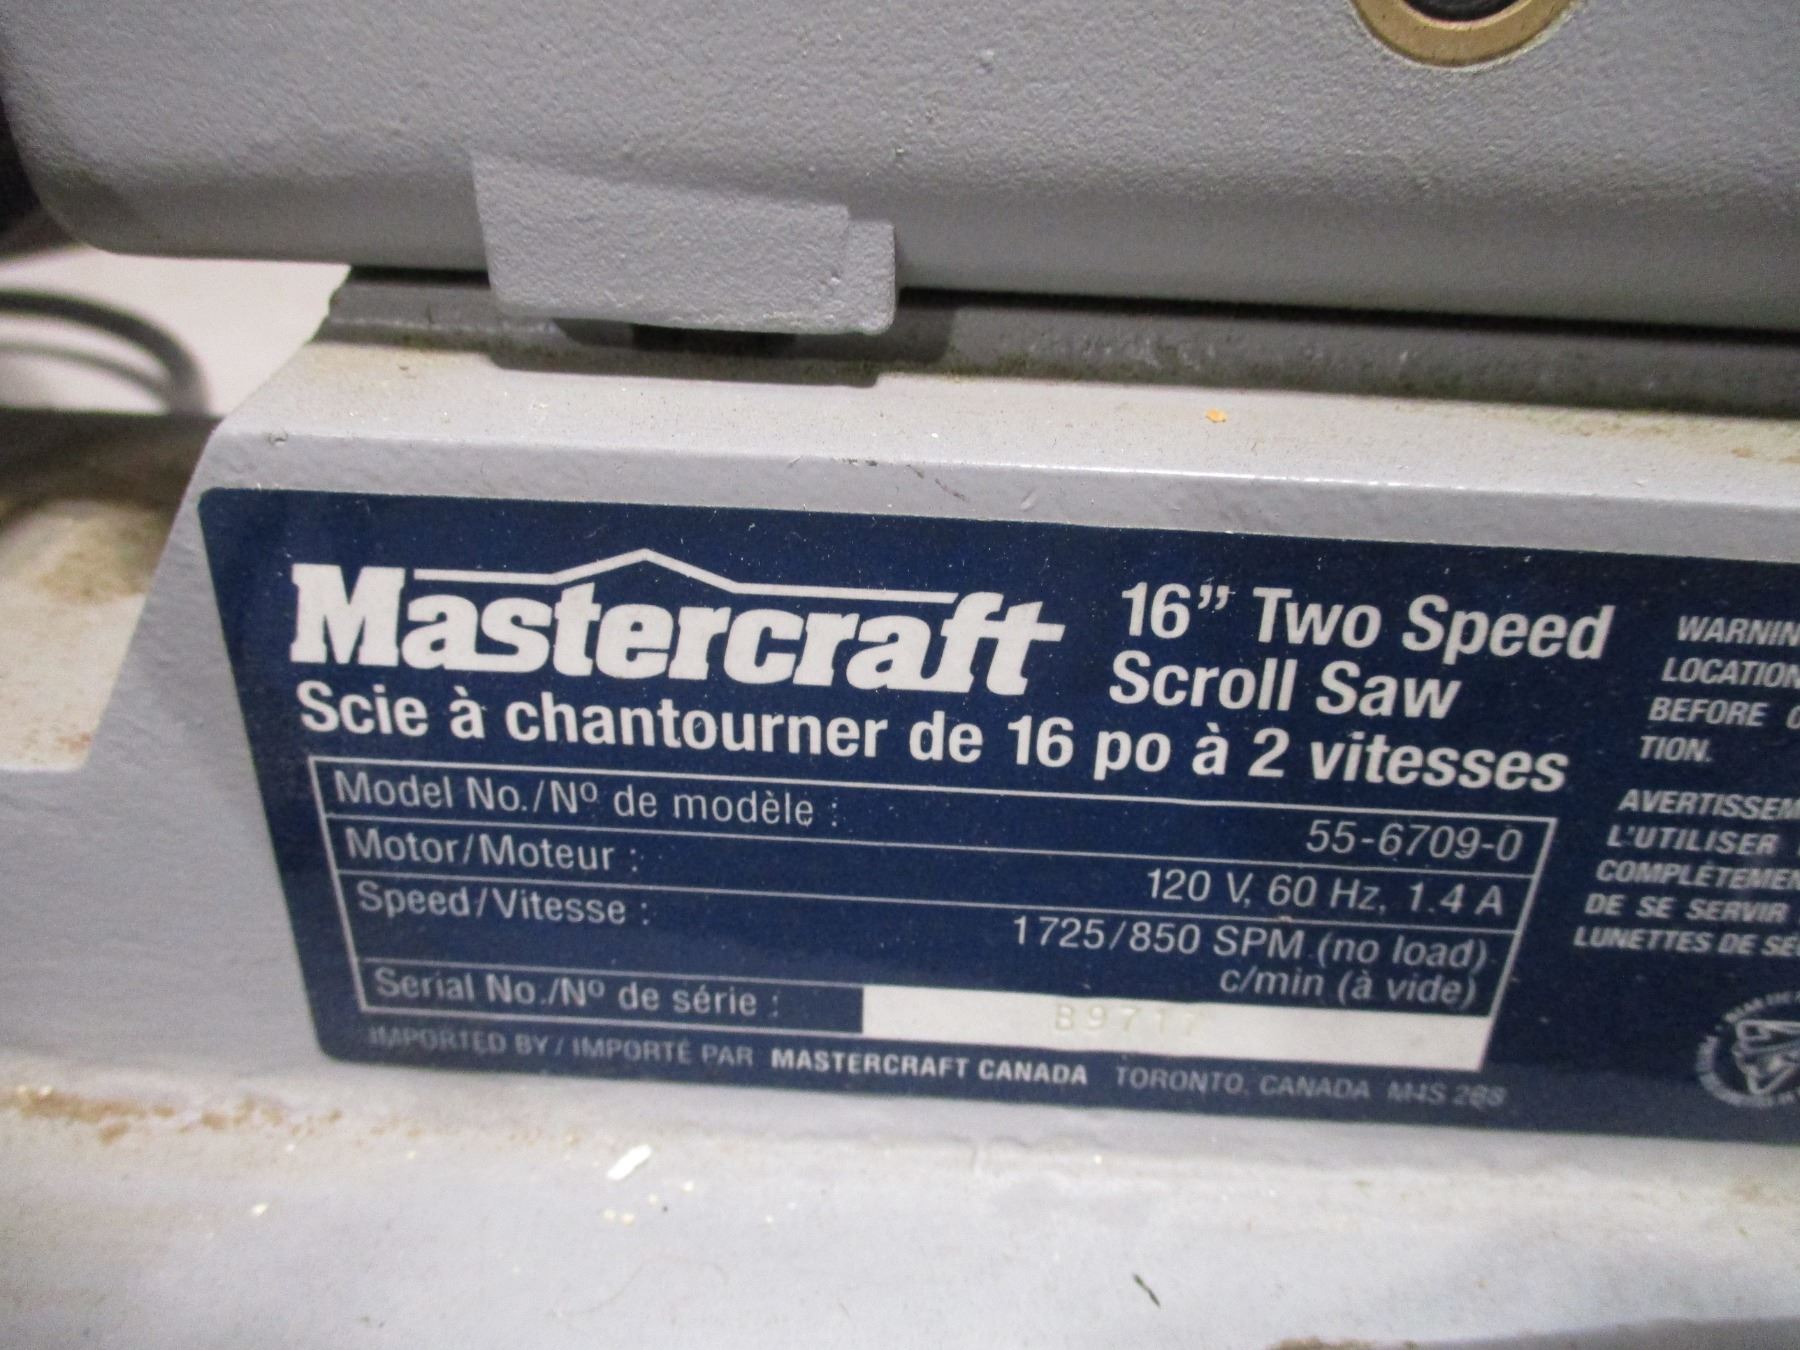 Mastercraft
16” Two Speed
Scroll Saw
Scie à chantourner de 16 po à 2 vitesses
Model No./Nº de modèle : 55-6709-0
Motor/Moteur : 120 V, 60 Hz, 1.4 A
Speed/Vitesse : 1725/850 SPM (no load)
c/min (à vide)
Serial No./Nº de série : B9717
IMPORTED BY / IMPORTÉ PAR MASTERCRAFT CANADA TORONTO, CANADA M4S 2B8
WARNIN
LOCATION
BEFORE
TION.
AVERTISSEM
L'UTILISER
COMPLÈTEMEN
DE SE SERVIR
LUNETTES DE SÉ